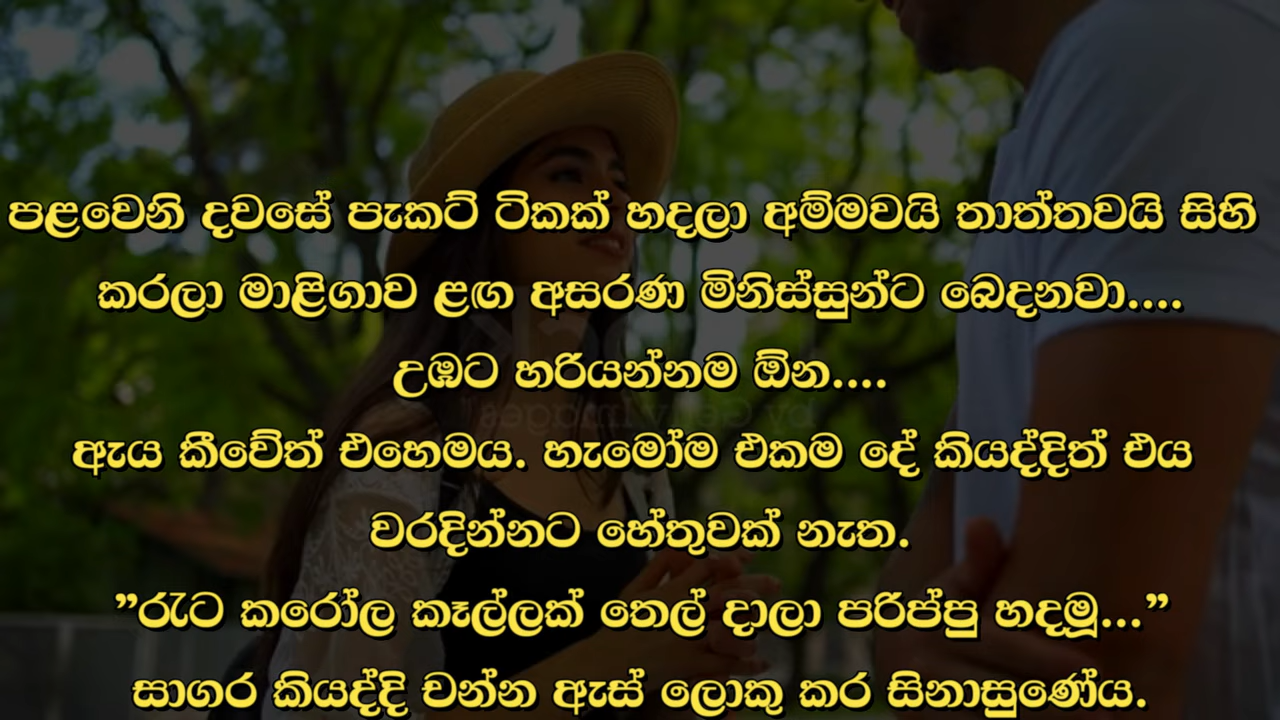 පළවෙනි දවසේ පැකට් ටිකක් හදලා අම්මවයි තාත්තවයි සිහි
කරලා මාළිගාව ළඟ අසරණ මිනිස්සුන්ට බෙදනවා....
උඹට හරියන්නම ඕන....
ඇය කීවේත් එහෙමය. හැමෝම එකම දේ කියද්දිත් එය
වරදින්නට හේතුවක් නැත.
”රැට කරෝල කෑල්ලක් තෙල් දාලා පරිප්පු හදමූ...”
සාගර කියද්දි චන්න ඇස් ලොකු කර සිනාසුණේය.